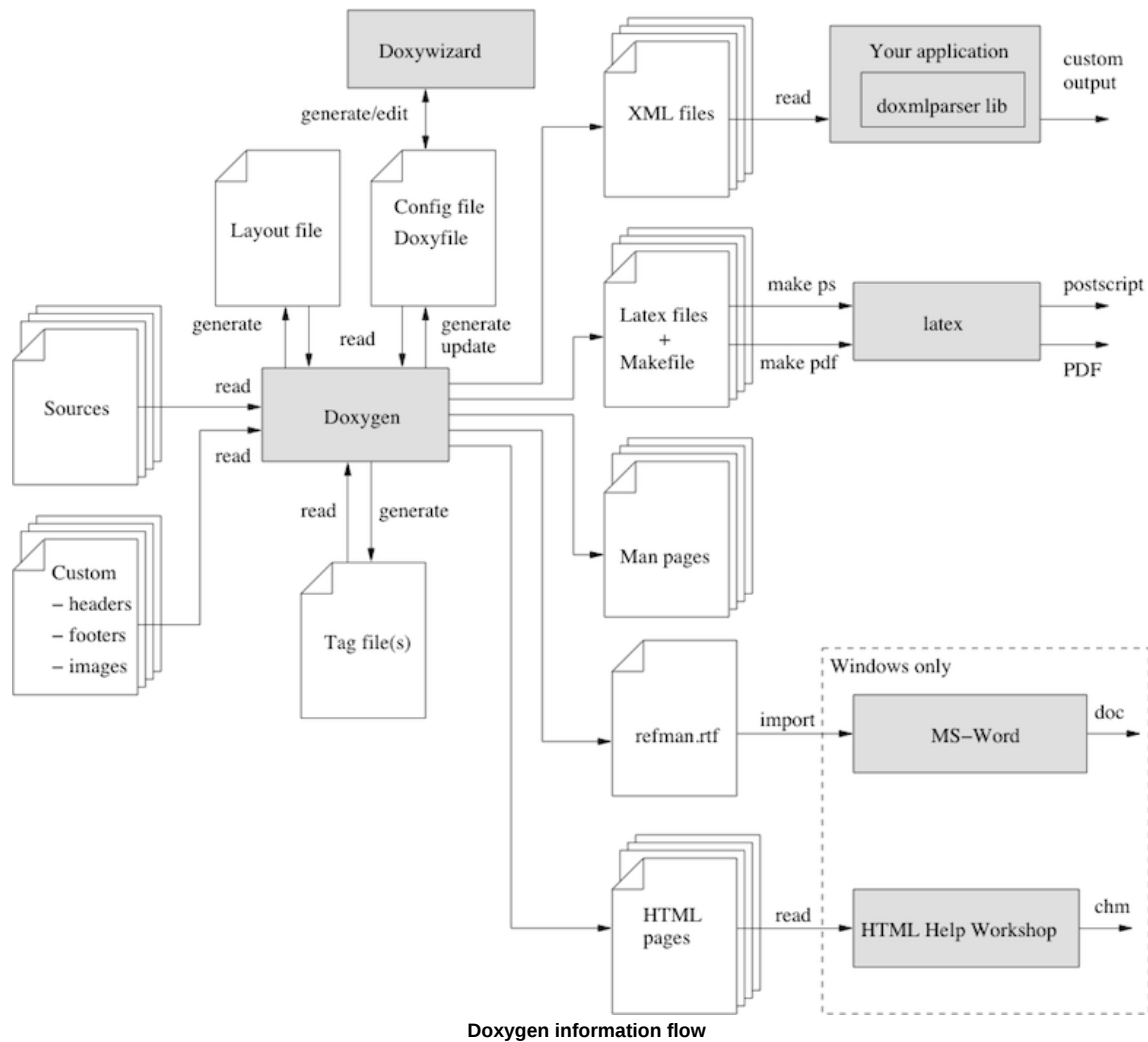 Doxywizard
generate/edit
Layout file
Config file
Doxyfile
generate
read
generate
update
Sources
read
Doxygen
read
Custom
– headers
– footers
– images
read
generate
Tag file(s)
XML files
read
Your application
doxmlparser lib
custom
output
Latex files
+
Makefile
make ps
make pdf
latex
postscript
PDF
Man pages
refman.rtf
import
Windows only
MS–Word
doc
HTML
pages
read
HTML Help Workshop
chm
Doxygen information flow